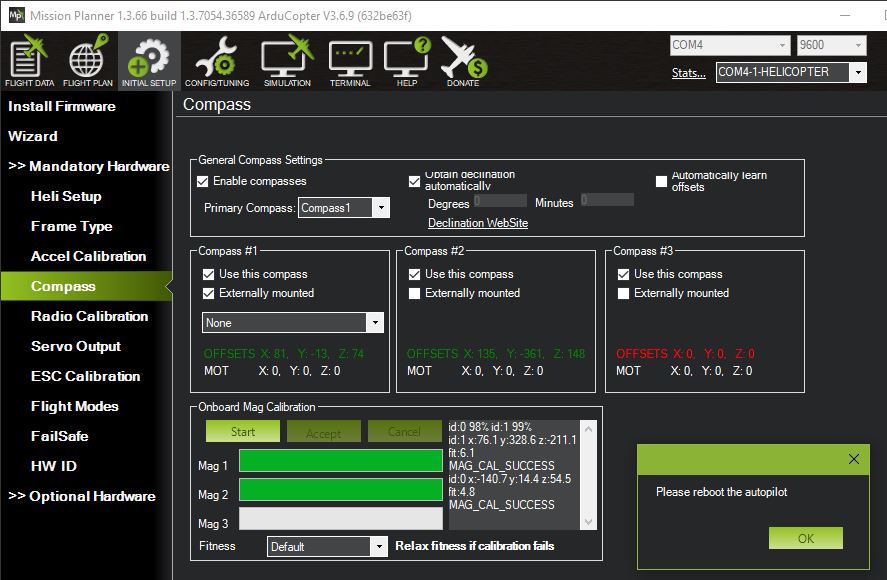 Mission Planner 1.3.66 build 1.3.7054.36589 ArduCopter V3.6.9 (632be63f)
FLIGHT DATA
FLIGHT PLAN
INITIAL SETUP
CONFIG/TUNING
SIMULATION
TERMINAL
HELP
DONATE
COM4
9600
Stats...
COM4-1-HELICOPTER
Install Firmware
Wizard
>> Mandatory Hardware
Heli Setup
Frame Type
Accel Calibration
Compass
Radio Calibration
Servo Output
ESC Calibration
Flight Modes
FailSafe
HW ID
>> Optional Hardware
Compass
General Compass Settings
Enable compasses
Primary Compass:
Compass1
Obtain declination
automatically
Degrees
0
Minutes
0
Declination WebSite
Automatically learn
offsets
Compass #1
Use this compass
Externally mounted
None
OFFSETS X: 81, Y: -13, Z: 74
MOT X: 0, Y: 0, Z: 0
Compass #2
Use this compass
Externally mounted
OFFSETS X: 135, Y: -361, Z: 148
MOT X: 0, Y: 0, Z: 0
Compass #3
Use this compass
Externally mounted
OFFSETS X: 0, Y: 0, Z: 0
MOT X: 0, Y: 0, Z: 0
Onboard Mag Calibration
Start
Accept
Cancel
Mag 1
Mag 2
Mag 3
Fitness
Default
Relax fitness if calibration fails
id:0 98% id:1 99%
id:1 x:76.1 y:328.6 z:-211.1
fit:6.1
MAG_CAL_SUCCESS
id:0 x:-140.7 y:14.4 z:54.5
fit:4.8
MAG_CAL_SUCCESS
Please reboot the autopilot
OK